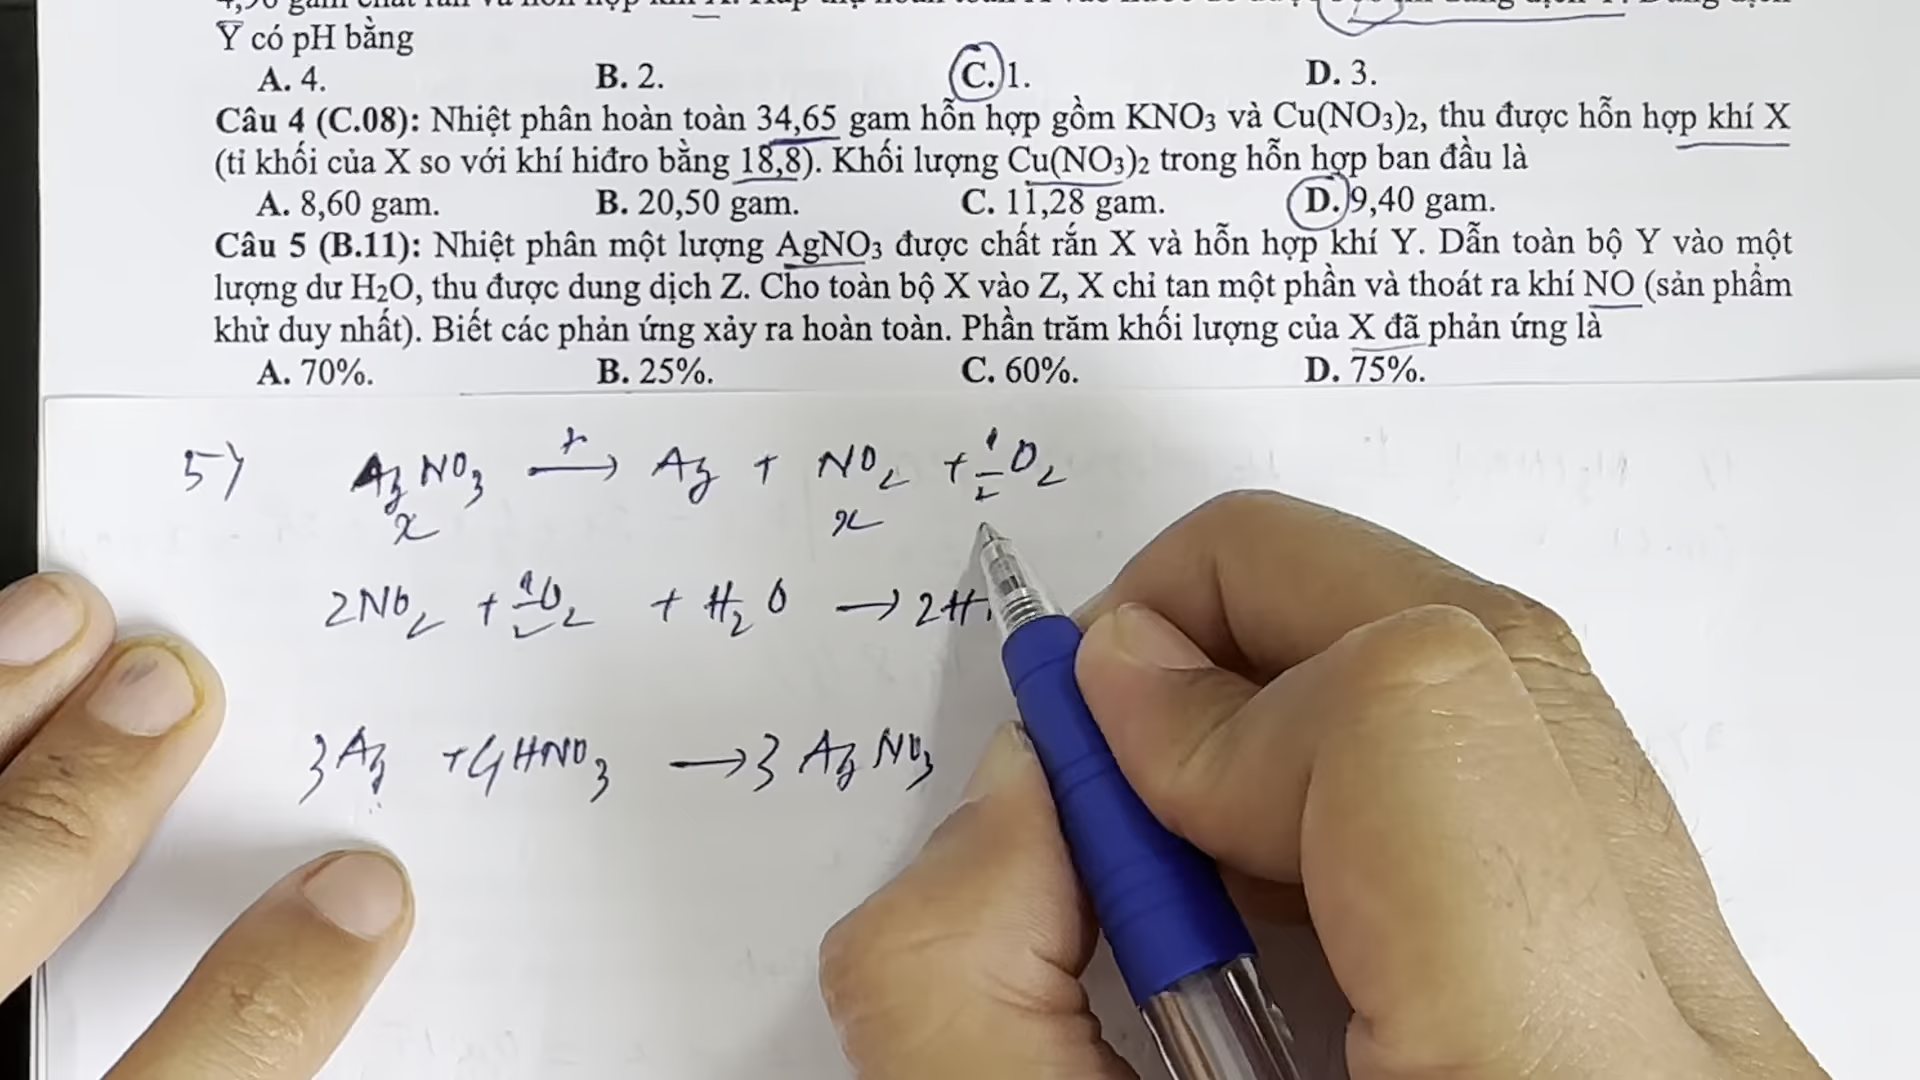 Y có pH bằng
A. 4. B. 2. C. 1. D. 3.
Câu 4 (C.08): Nhiệt phân hoàn toàn 34,65 gam hỗn hợp gồm KNO3 và Cu(NO3)2, thu được hỗn hợp khí X
(tỉ khối của X so với khí hiđro bằng 18,8). Khối lượng Cu(NO3)2 trong hỗn hợp ban đầu là
A. 8,60 gam. B. 20,50 gam. C. 11,28 gam. D. 9,40 gam.
Câu 5 (B.11): Nhiệt phân một lượng AgNO3 được chất rắn X và hỗn hợp khí Y. Dẫn toàn bộ Y vào một
lượng dư H2O, thu được dung dịch Z. Cho toàn bộ X vào Z, X chỉ tan một phần và thoát ra khí NO (sản phẩm
khử duy nhất). Biết các phản ứng xảy ra hoàn toàn. Phần trăm khối lượng của X đã phản ứng là
A. 70%. B. 25%. C. 60%. D. 75%.
5) AgNO3 → Ag + NO2 + 1/2 O2
x x
2NO2 + 1/2 O2 + H2O → 2H
3Ag + 4HNO3 → 3AgNO3